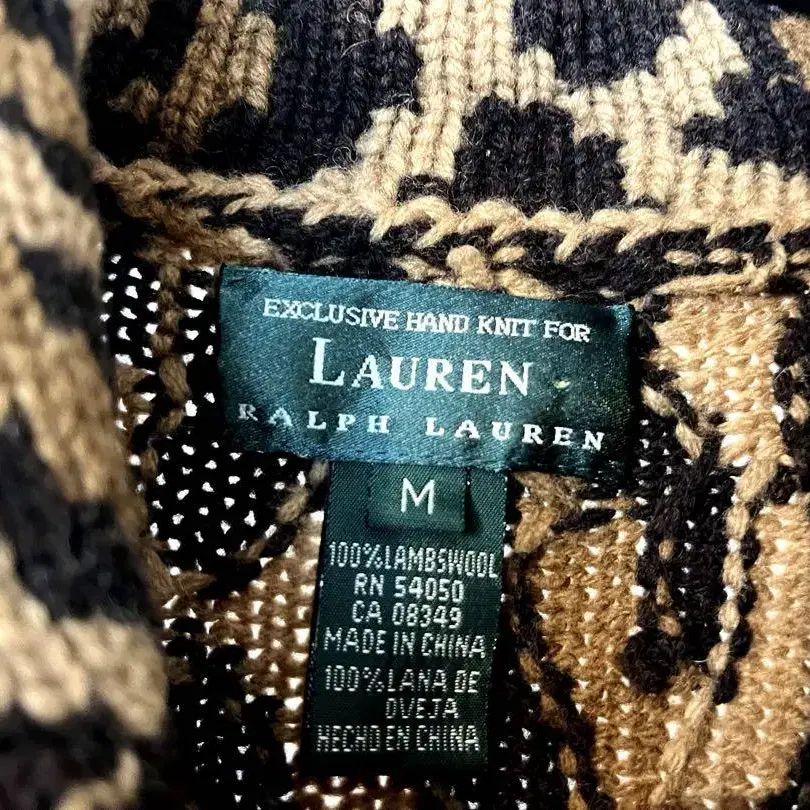 EXCLUSIVE HAND KNIT FOR
LAUREN
RALPH LAUREN
M
100% LAMBSWOOL
RN 54050
CA 08349
MADE IN CHINA
100% LANA DE
OVEJA
HECHO EN CHINA